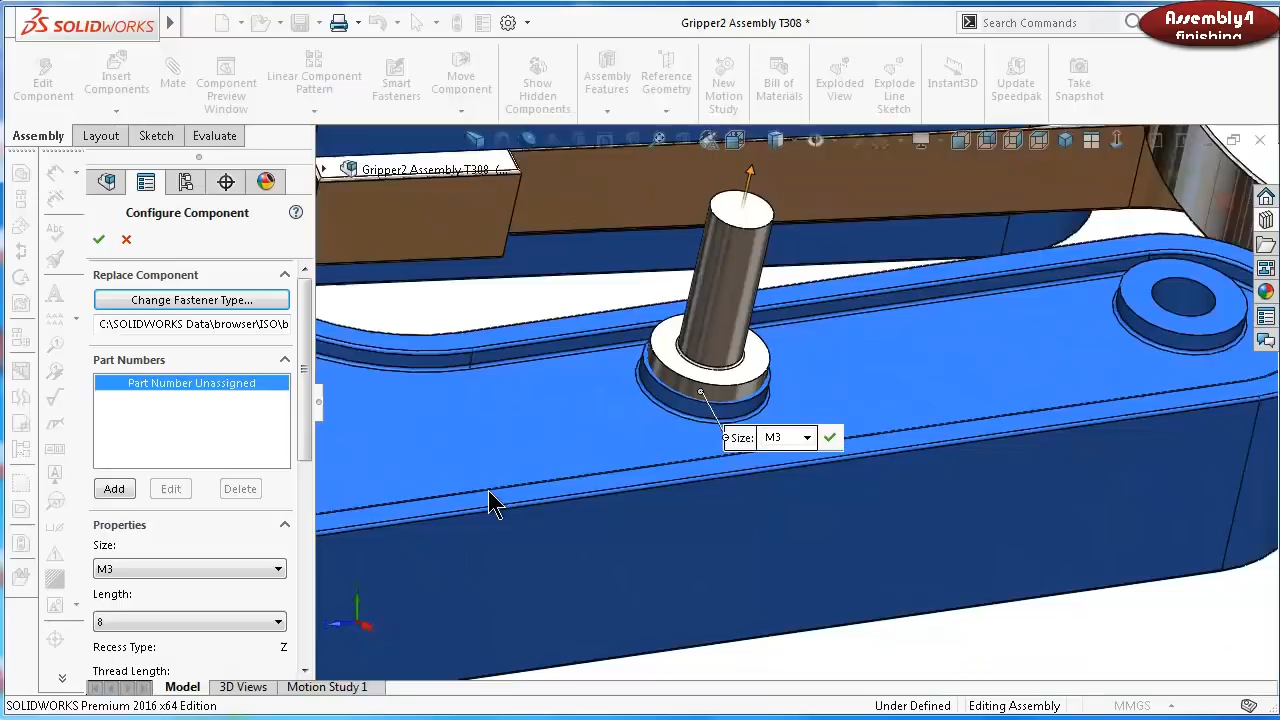 SOLIDWORKS
Gripper2 Assembly T308 *
Search Commands
Assembly4
finishing
Edit
Component
Insert
Components
Mate
Component
Preview
Window
Linear Component
Pattern
Smart
Fasteners
Move
Component
Show
Hidden
Components
Assembly
Features
Reference
Geometry
New
Motion
Study
Bill of
Materials
Exploded
View
Explode
Line
Sketch
Instant3D
Update
Speedpak
Take
Snapshot
Assembly
Layout
Sketch
Evaluate
Gripper2 Assembly T308 (...
Configure Component
Replace Component
Change Fastener Type...
C:\SOLIDWORKS Data\browser\ISO\b
Part Numbers
Part Number Unassigned
Add
Edit
Delete
Properties
Size:
M3
Length:
8
Recess Type:
Z
Thread Length:
Size:
M3
Model
3D Views
Motion Study 1
SOLIDWORKS Premium 2016 x64 Edition
Under Defined
Editing Assembly
MMGS